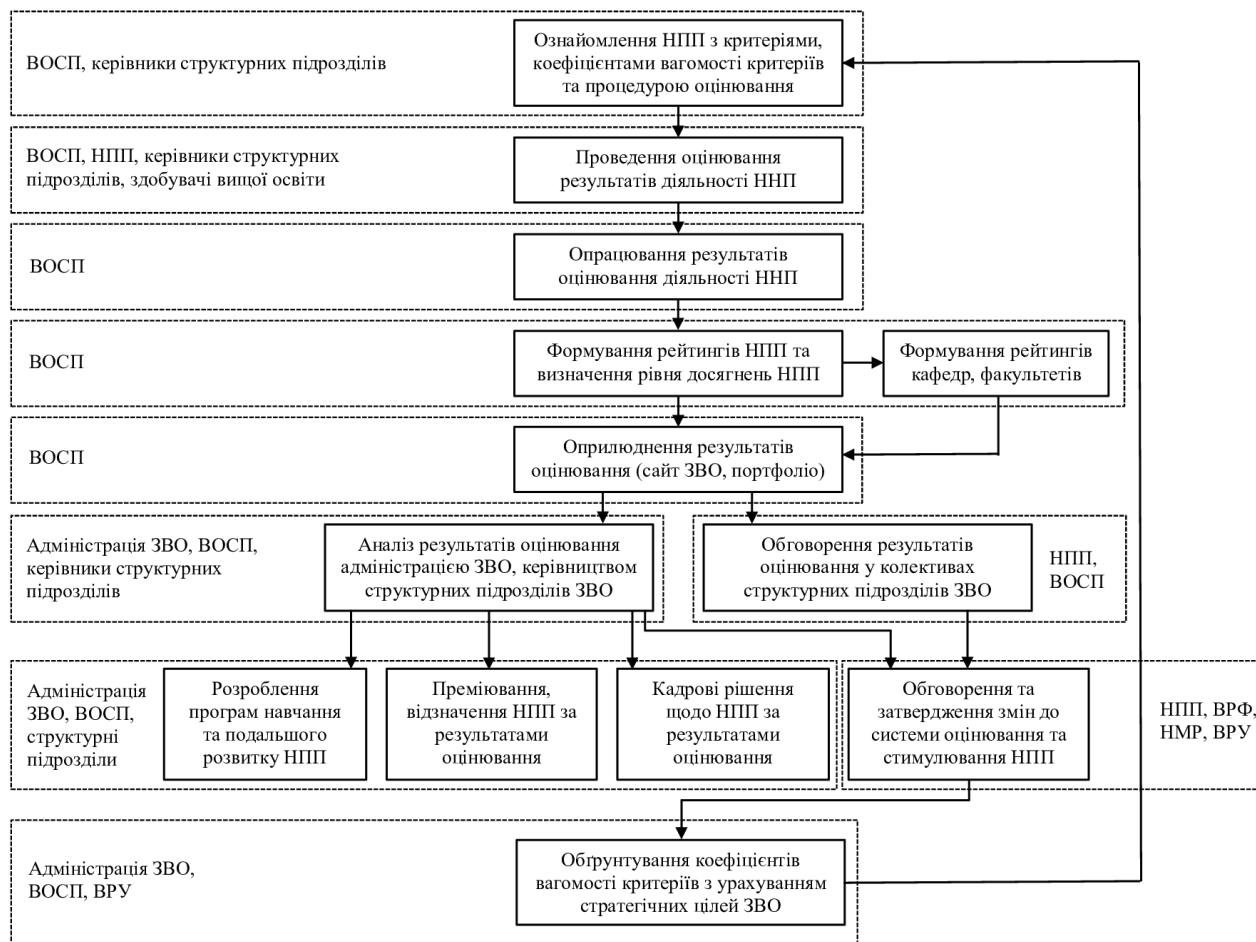 ВОСП, керівники структурних підрозділів
Ознайомлення НПП з критеріями,
коефіцієнтами вагомості критеріїв
та процедурою оцінювання
ВОСП, НПП, керівники структурних
підрозділів, здобувачі вищої освіти
Проведення оцінювання
результатів діяльності ННП
ВОСП
Опрацювання результатів
оцінювання діяльності ННП
ВОСП
Формування рейтингів НПП та
визначення рівня досягнень НПП
Формування рейтингів
кафедр, факультетів
ВОСП
Оприлюднення результатів
оцінювання (сайт ЗВО, портфоліо)
Адміністрація ЗВО, ВОСП,
керівники структурних
підрозділів
Аналіз результатів оцінювання
адміністрацією ЗВО, керівництвом
структурних підрозділів ЗВО
Обговорення результатів
оцінювання у колективах
структурних підрозділів ЗВО
НПП,
ВОСП
Адміністрація
ЗВО, ВОСП,
структурні
підрозділи
Розроблення
програм навчання
та подальшого
розвитку НПП
Преміювання,
відзначення НПП за
результатами
оцінювання
Кадрові рішення
щодо НПП за
результатами
оцінювання
Обговорення та
затвердження змін до
системи оцінювання та
стимулювання НПП
НПП, ВРФ,
НМР, ВРУ
Адміністрація ЗВО,
ВОСП, ВРУ
Обґрунтування коефіцієнтів
вагомості критеріїв з урахуванням
стратегічних цілей ЗВО